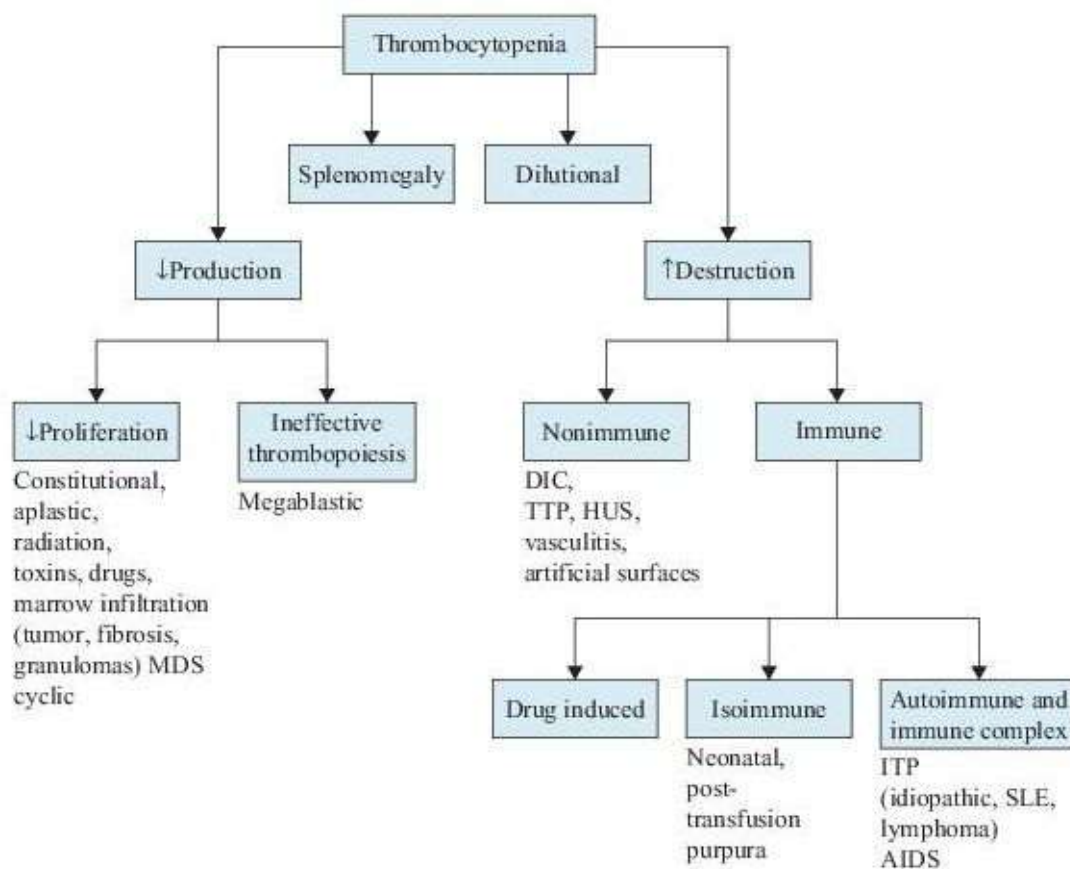 Thrombocytopenia
Splenomegaly
Dilutional
↓Production
↑Destruction
↓Proliferation
Constitutional,
aplastic,
radiation,
toxins, drugs,
marrow infiltration
(tumor, fibrosis,
granulomas) MDS
cyclic
Ineffective
thrombopoiesis
Megablastic
Nonimmune
DIC,
TTP, HUS,
vasculitis,
artificial surfaces
Immune
Drug induced
Isoimmune
Neonatal,
post-
transfusion
purpura
Autoimmune and
immune complex
ITP
(idiopathic, SLE,
lymphoma)
AIDS